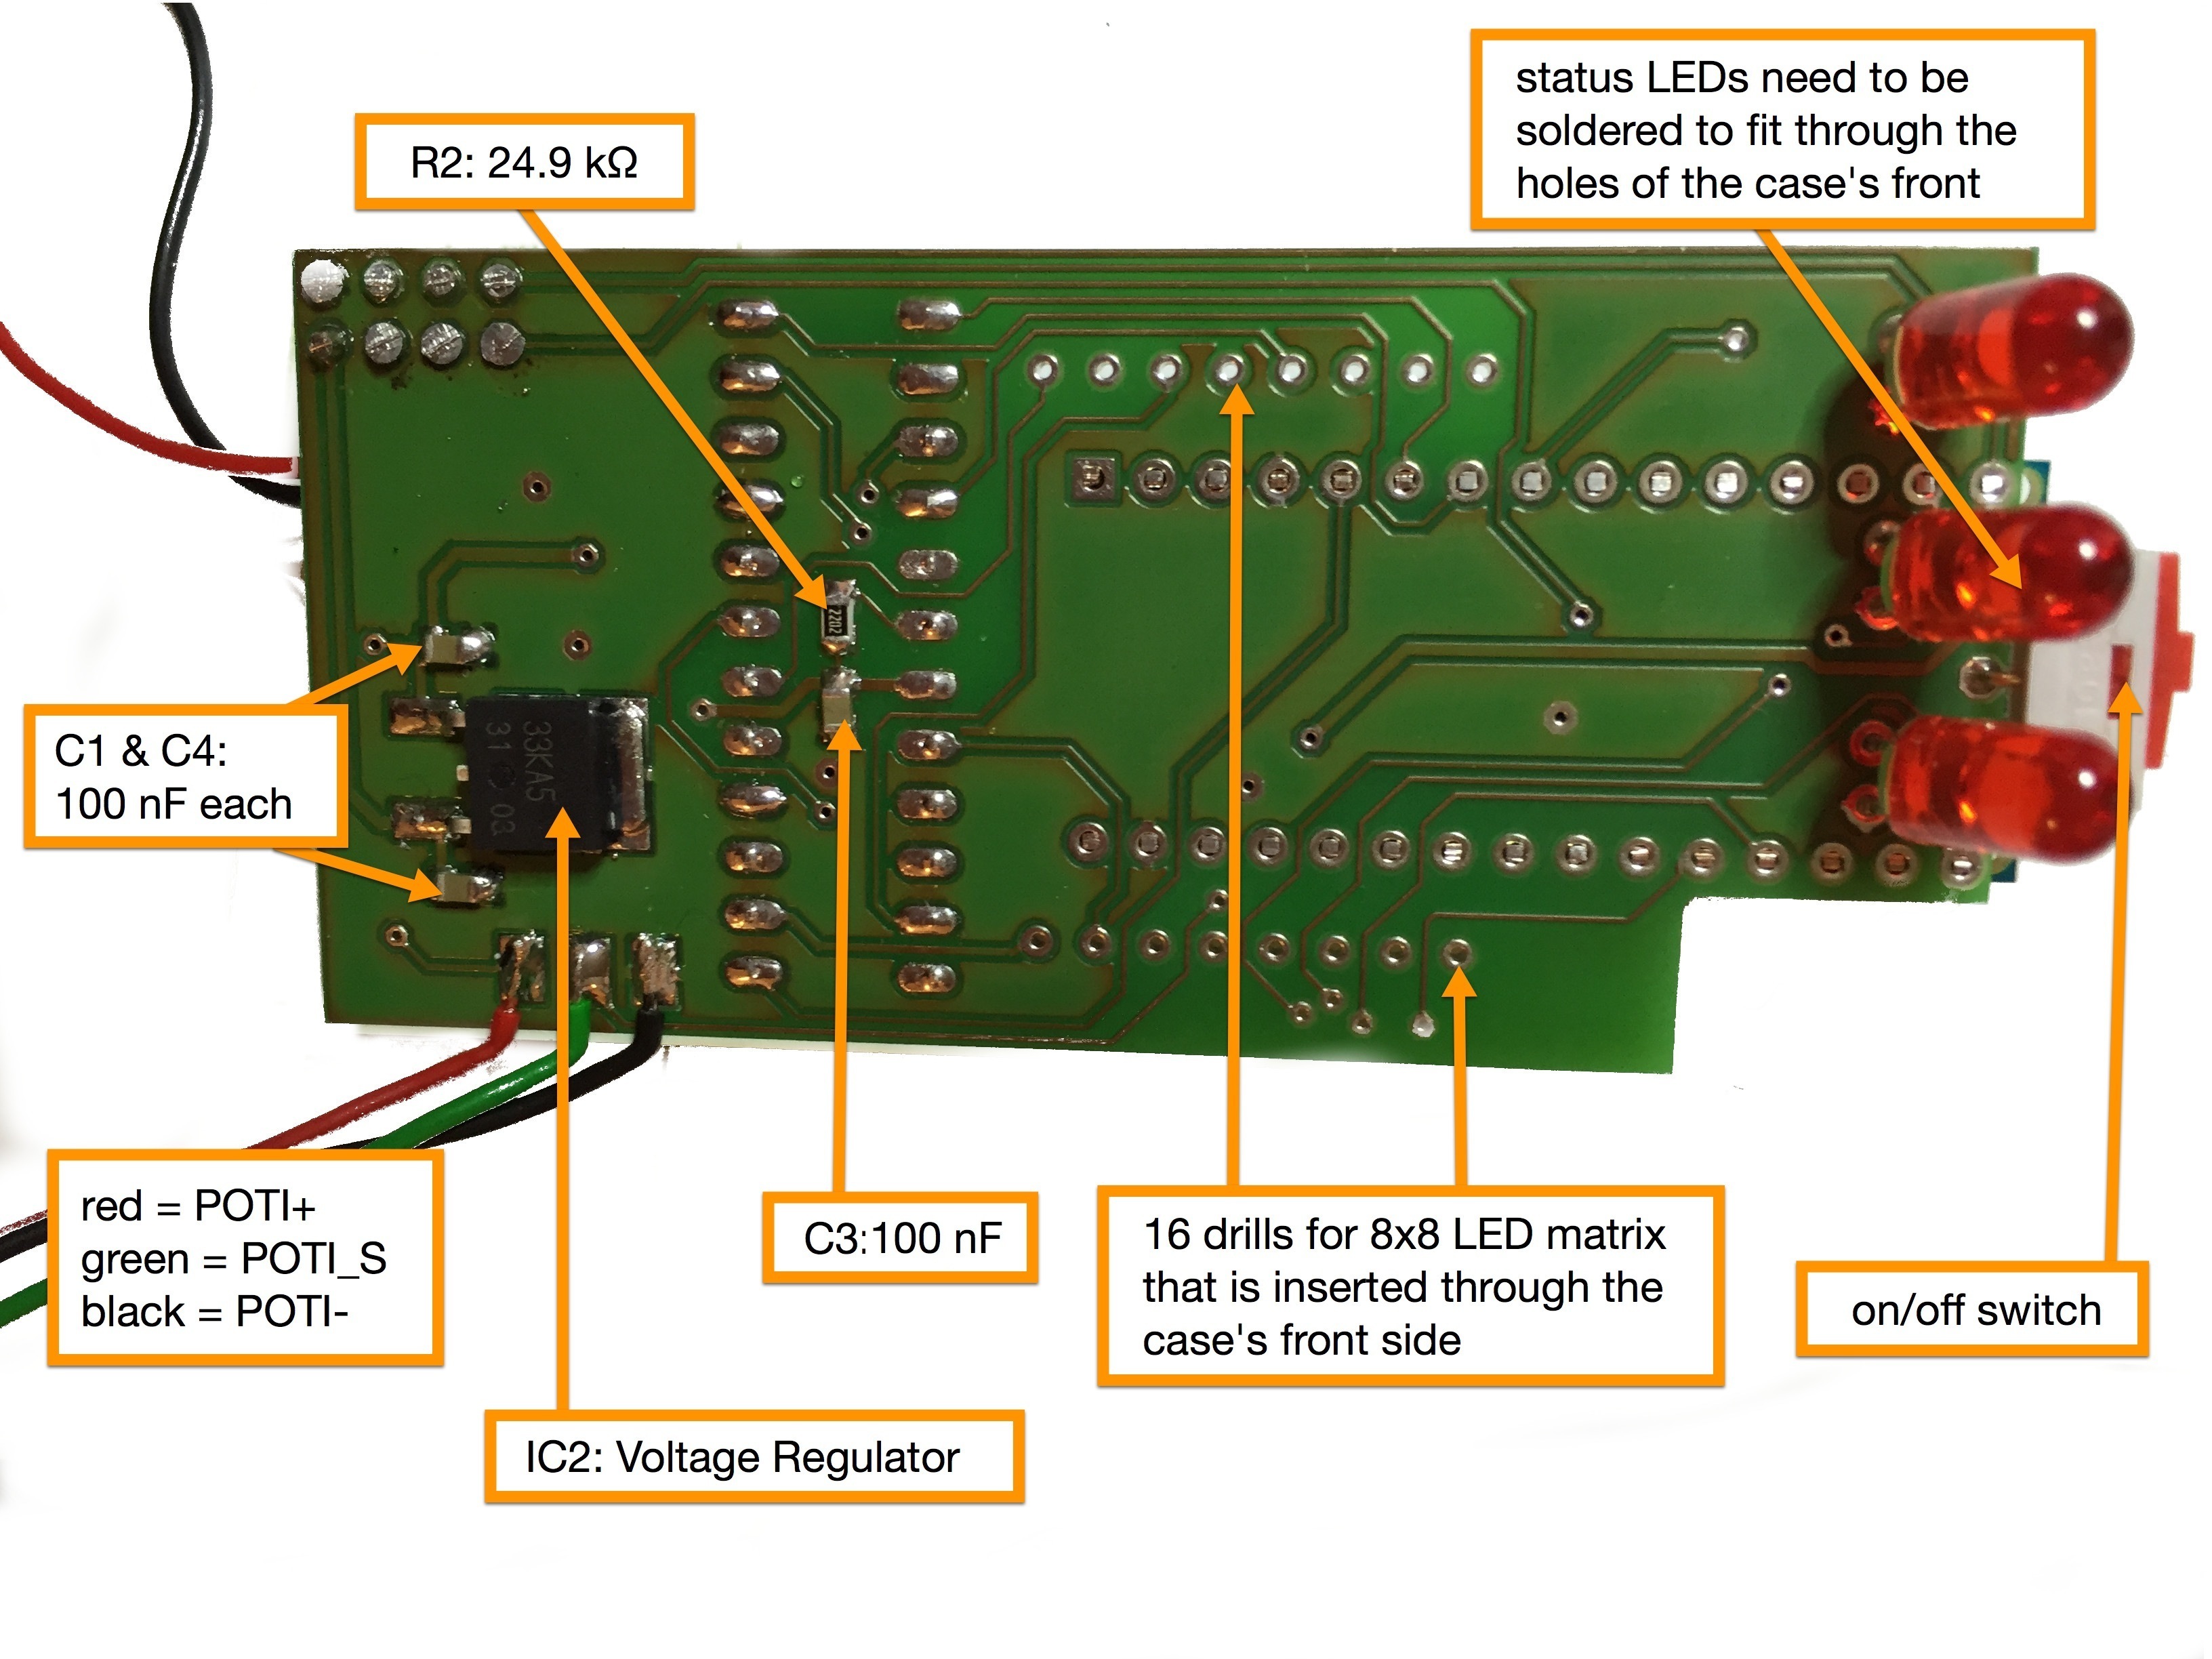 status LEDs need to be
soldered to fit through the
holes of the case's front
R2: 24.9 kΩ
2202
C1 & C4:
100 nF each
33KA5
31 08
red = POTI+
green = POTI_S
black = POTI-
C3:100 nF
16 drills for 8x8 LED matrix
that is inserted through the
case's front side
on/off switch
IC2: Voltage Regulator